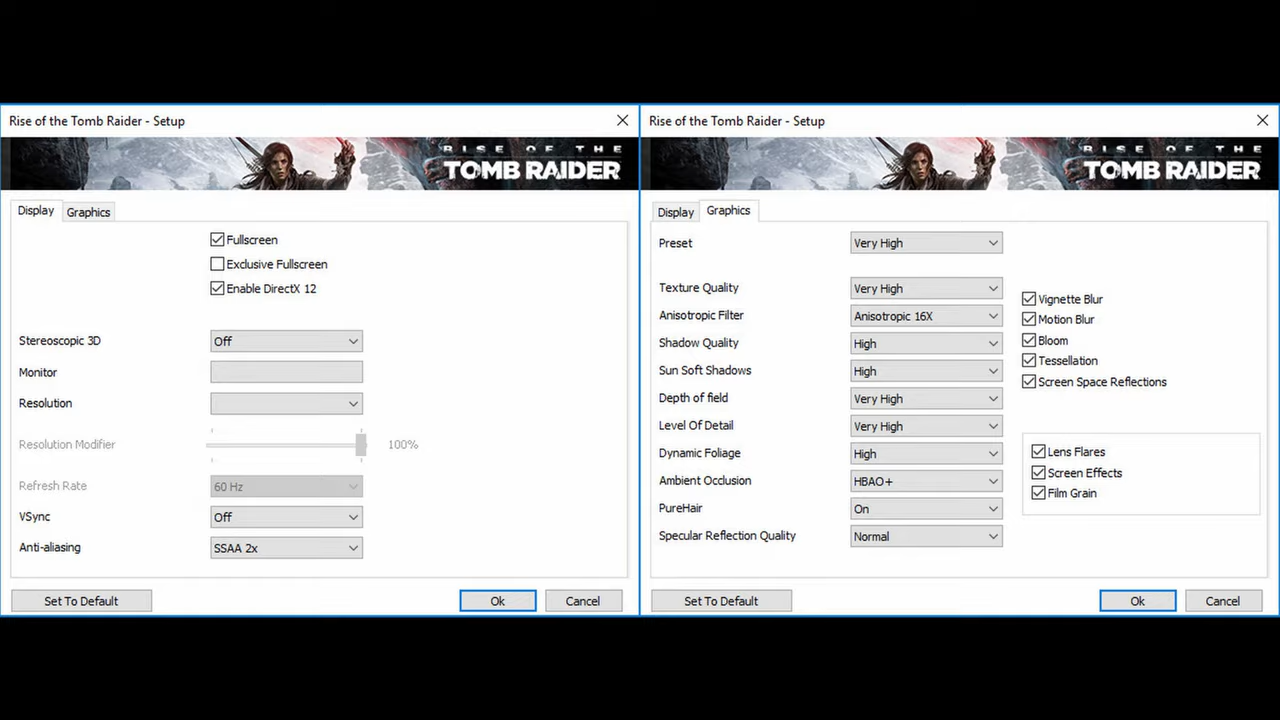 Rise of the Tomb Raider - Setup
RISE OF THE
TOMB RAIDER
Display Graphics
Fullscreen
Exclusive Fullscreen
Enable DirectX 12
Stereoscopic 3D Off
Monitor
Resolution
Resolution Modifier 100%
Refresh Rate 60 Hz
VSync Off
Anti-aliasing SSAA 2x
Set To Default Ok Cancel
Rise of the Tomb Raider - Setup
RISE OF THE
TOMB RAIDER
Display Graphics
Preset Very High
Texture Quality Very High
Anisotropic Filter Anisotropic 16X
Shadow Quality High
Sun Soft Shadows High
Depth of field Very High
Level Of Detail Very High
Dynamic Foliage High
Ambient Occlusion HBAO+
PureHair On
Specular Reflection Quality Normal
Vignette Blur
Motion Blur
Bloom
Tessellation
Screen Space Reflections
Lens Flares
Screen Effects
Film Grain
Set To Default Ok Cancel